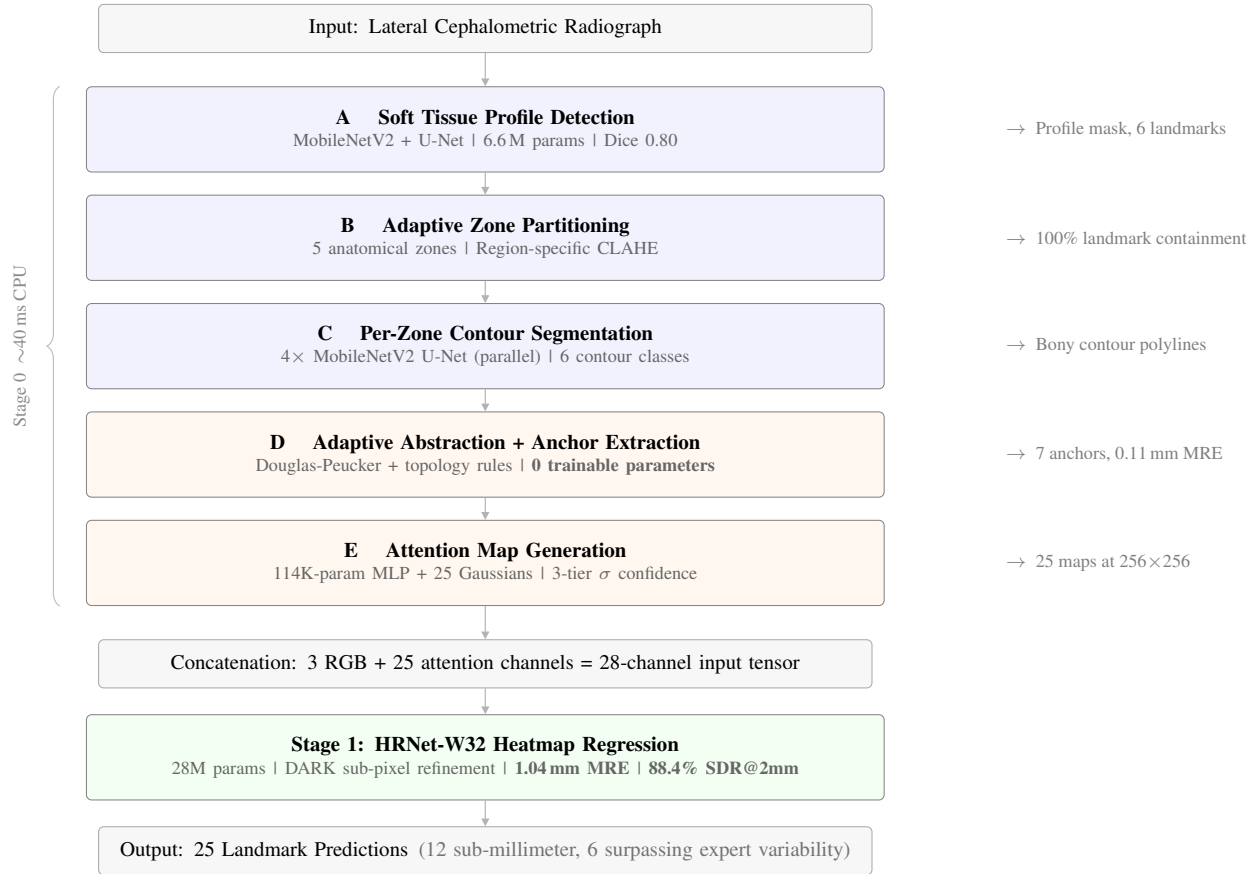 Input: Lateral Cephalometric Radiograph
A Soft Tissue Profile Detection
MobileNetV2 + U-Net | 6.6 M params | Dice 0.80
→ Profile mask, 6 landmarks
B Adaptive Zone Partitioning
5 anatomical zones | Region-specific CLAHE
→ 100% landmark containment
Stage 0 ~40 ms CPU
C Per-Zone Contour Segmentation
4× MobileNetV2 U-Net (parallel) | 6 contour classes
→ Bony contour polylines
D Adaptive Abstraction + Anchor Extraction
Douglas-Peucker + topology rules | 0 trainable parameters
→ 7 anchors, 0.11 mm MRE
E Attention Map Generation
114K-param MLP + 25 Gaussians | 3-tier σ confidence
→ 25 maps at 256×256
Concatenation: 3 RGB + 25 attention channels = 28-channel input tensor
Stage 1: HRNet-W32 Heatmap Regression
28M params | DARK sub-pixel refinement | 1.04 mm MRE | 88.4% SDR@2mm
Output: 25 Landmark Predictions (12 sub-millimeter, 6 surpassing expert variability)